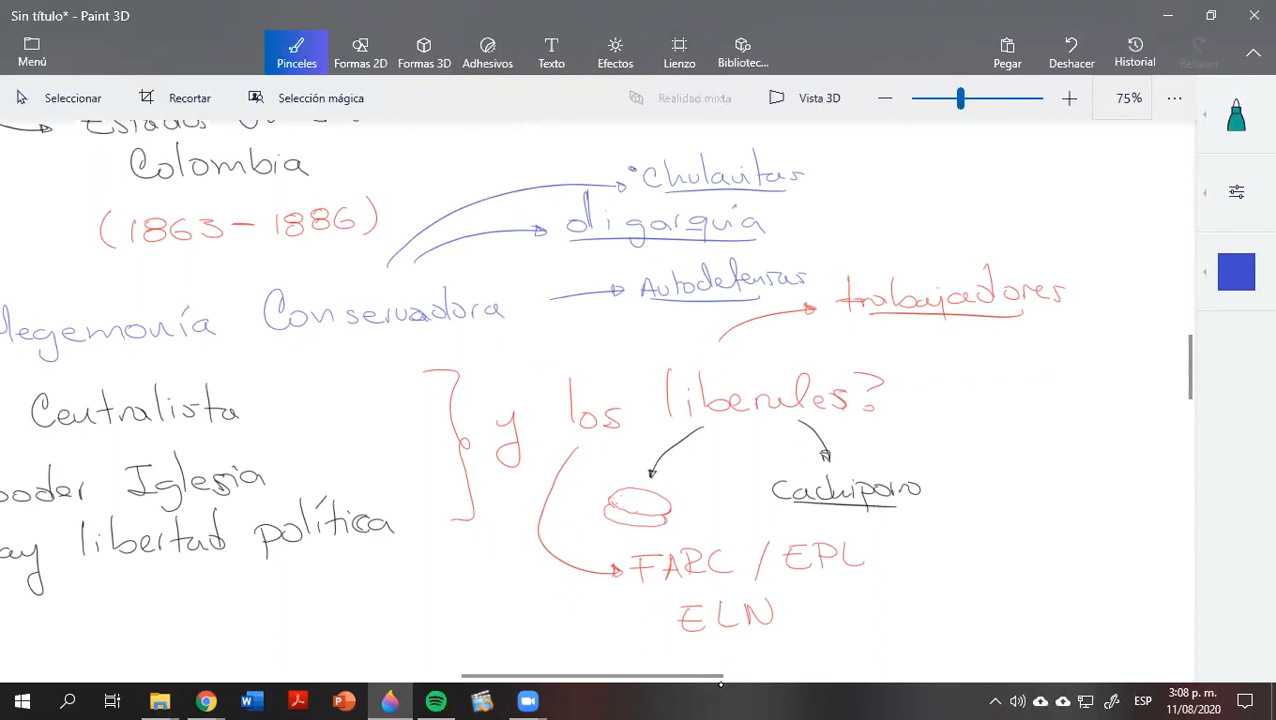 Sin título* - Paint 3D
Menú
Pinceles
Formas 2D
Formas 3D
Adhesivos
Texto
Efectos
Lienzo
Bibliotec...
Pegar
Deshacer
Historial
Rehacer
Seleccionar
Recortar
Selección mágica
Realidad mixta
Vista 3D
75%
Estados
Colombia
(1863 - 1886)
Chulavitas
oligarquía
Autodefensas
trabajadores
Hegemonía Conservadora
Centralista
y los liberales?
poder Iglesia
cachiporro
ay libertad política
FARC / EPL
ELN
ESP
3:08 p. m.
11/08/2020